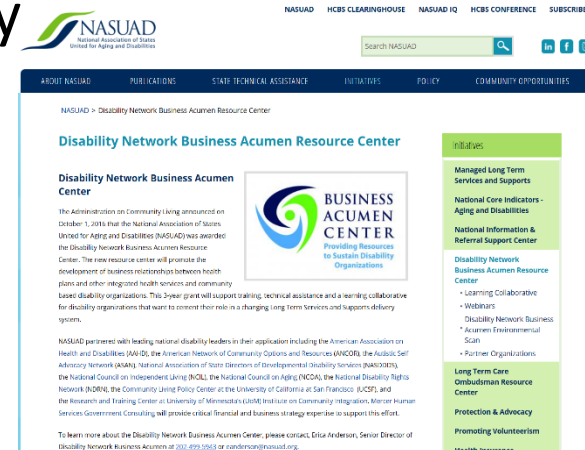 y
NASUAD
National Association of States
United for Aging and Disabilities
NASUAD HCBS CLEARINGHOUSE NASUAD IQ HCBS CONFERENCE SUBSCRIBE
Search NASUAD
in f
ABOUT NASUAD PUBLICATIONS STATE TECHNICAL ASSISTANCE INITIATIVES POLICY COMMUNITY OPPORTUNITIES
NASUAD > Disability Network Business Acumen Resource Center
Disability Network Business Acumen Resource Center
Disability Network Business Acumen
Center
The Administration on Community Living announced on
October 1, 2016 that the National Association of States
United for Aging and Disabilities (NASUAD) was awarded
the Disability Network Business Acumen Resource
Center. The new resource center will promote the
development of business relationships between health
plans and other integrated health services and community
based disability organizations. This 3-year grant will support training, technical assistance and a learning collaborative
for disability organizations that want to cement their role in a changing Long Term Services and Supports delivery
system.
BUSINESS
ACUMEN
CENTER
Providing Resources
to Sustain Disability
Organizations
NASUAD partnered with leading national disability leaders in their application including the American Association on
Health and Disabilities (AAHD), the American Network of Community Options and Resources (ANCOR), the Autistic Self
Advocacy Network (ASAN), National Association of State Directors of Developmental Disability Services (NASDDDS),
the National Council on Independent Living (NCIL), the National Council on Aging (NCOA), the National Disability Rights
Network (NDRN), the Community Living Policy Center at the University of California at San Francisco (UCSF), and
the Research and Training Center at University of Minnesota's (UoM) Institute on Community Integration. Mercer Human
Services Government Consulting will provide critical financial and business strategy expertise to support this effort.
To learn more about the Disability Network Business Acumen Center, please contact, Erica Anderson, Senior Director of
Disability Network Business Acumen at 202-499-5943 or eanderson@nasuad.org.
Initiatives
Managed Long Term
Services and Supports
National Core Indicators -
Aging and Disabilities
National Information &
Referral Support Center
Disability Network
Business Acumen Resource
Center
• Learning Collaborative
• Webinars
Disability Network Business
• Acumen Environmental
Scan
• Partner Organizations
Long Term Care
Ombudsman Resource
Center
Protection & Advocacy
Promoting Volunteerism
Health Insurance